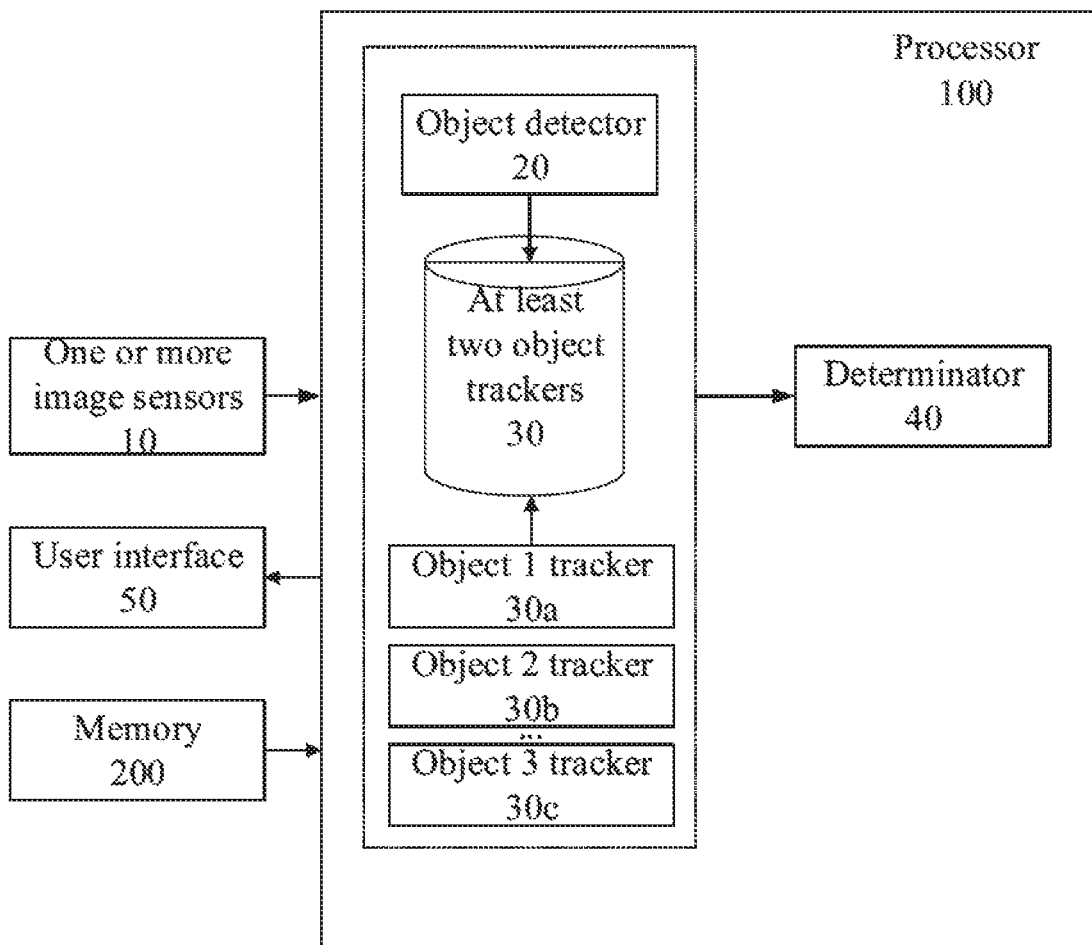 Processor
100
Object detector
20
At least
two object
trackers
30
One or more
image sensors
10
Determinator
40
User interface
50
Object 1 tracker
30a
Object 2 tracker
30b
...
Memory
200
Object 3 tracker
30c